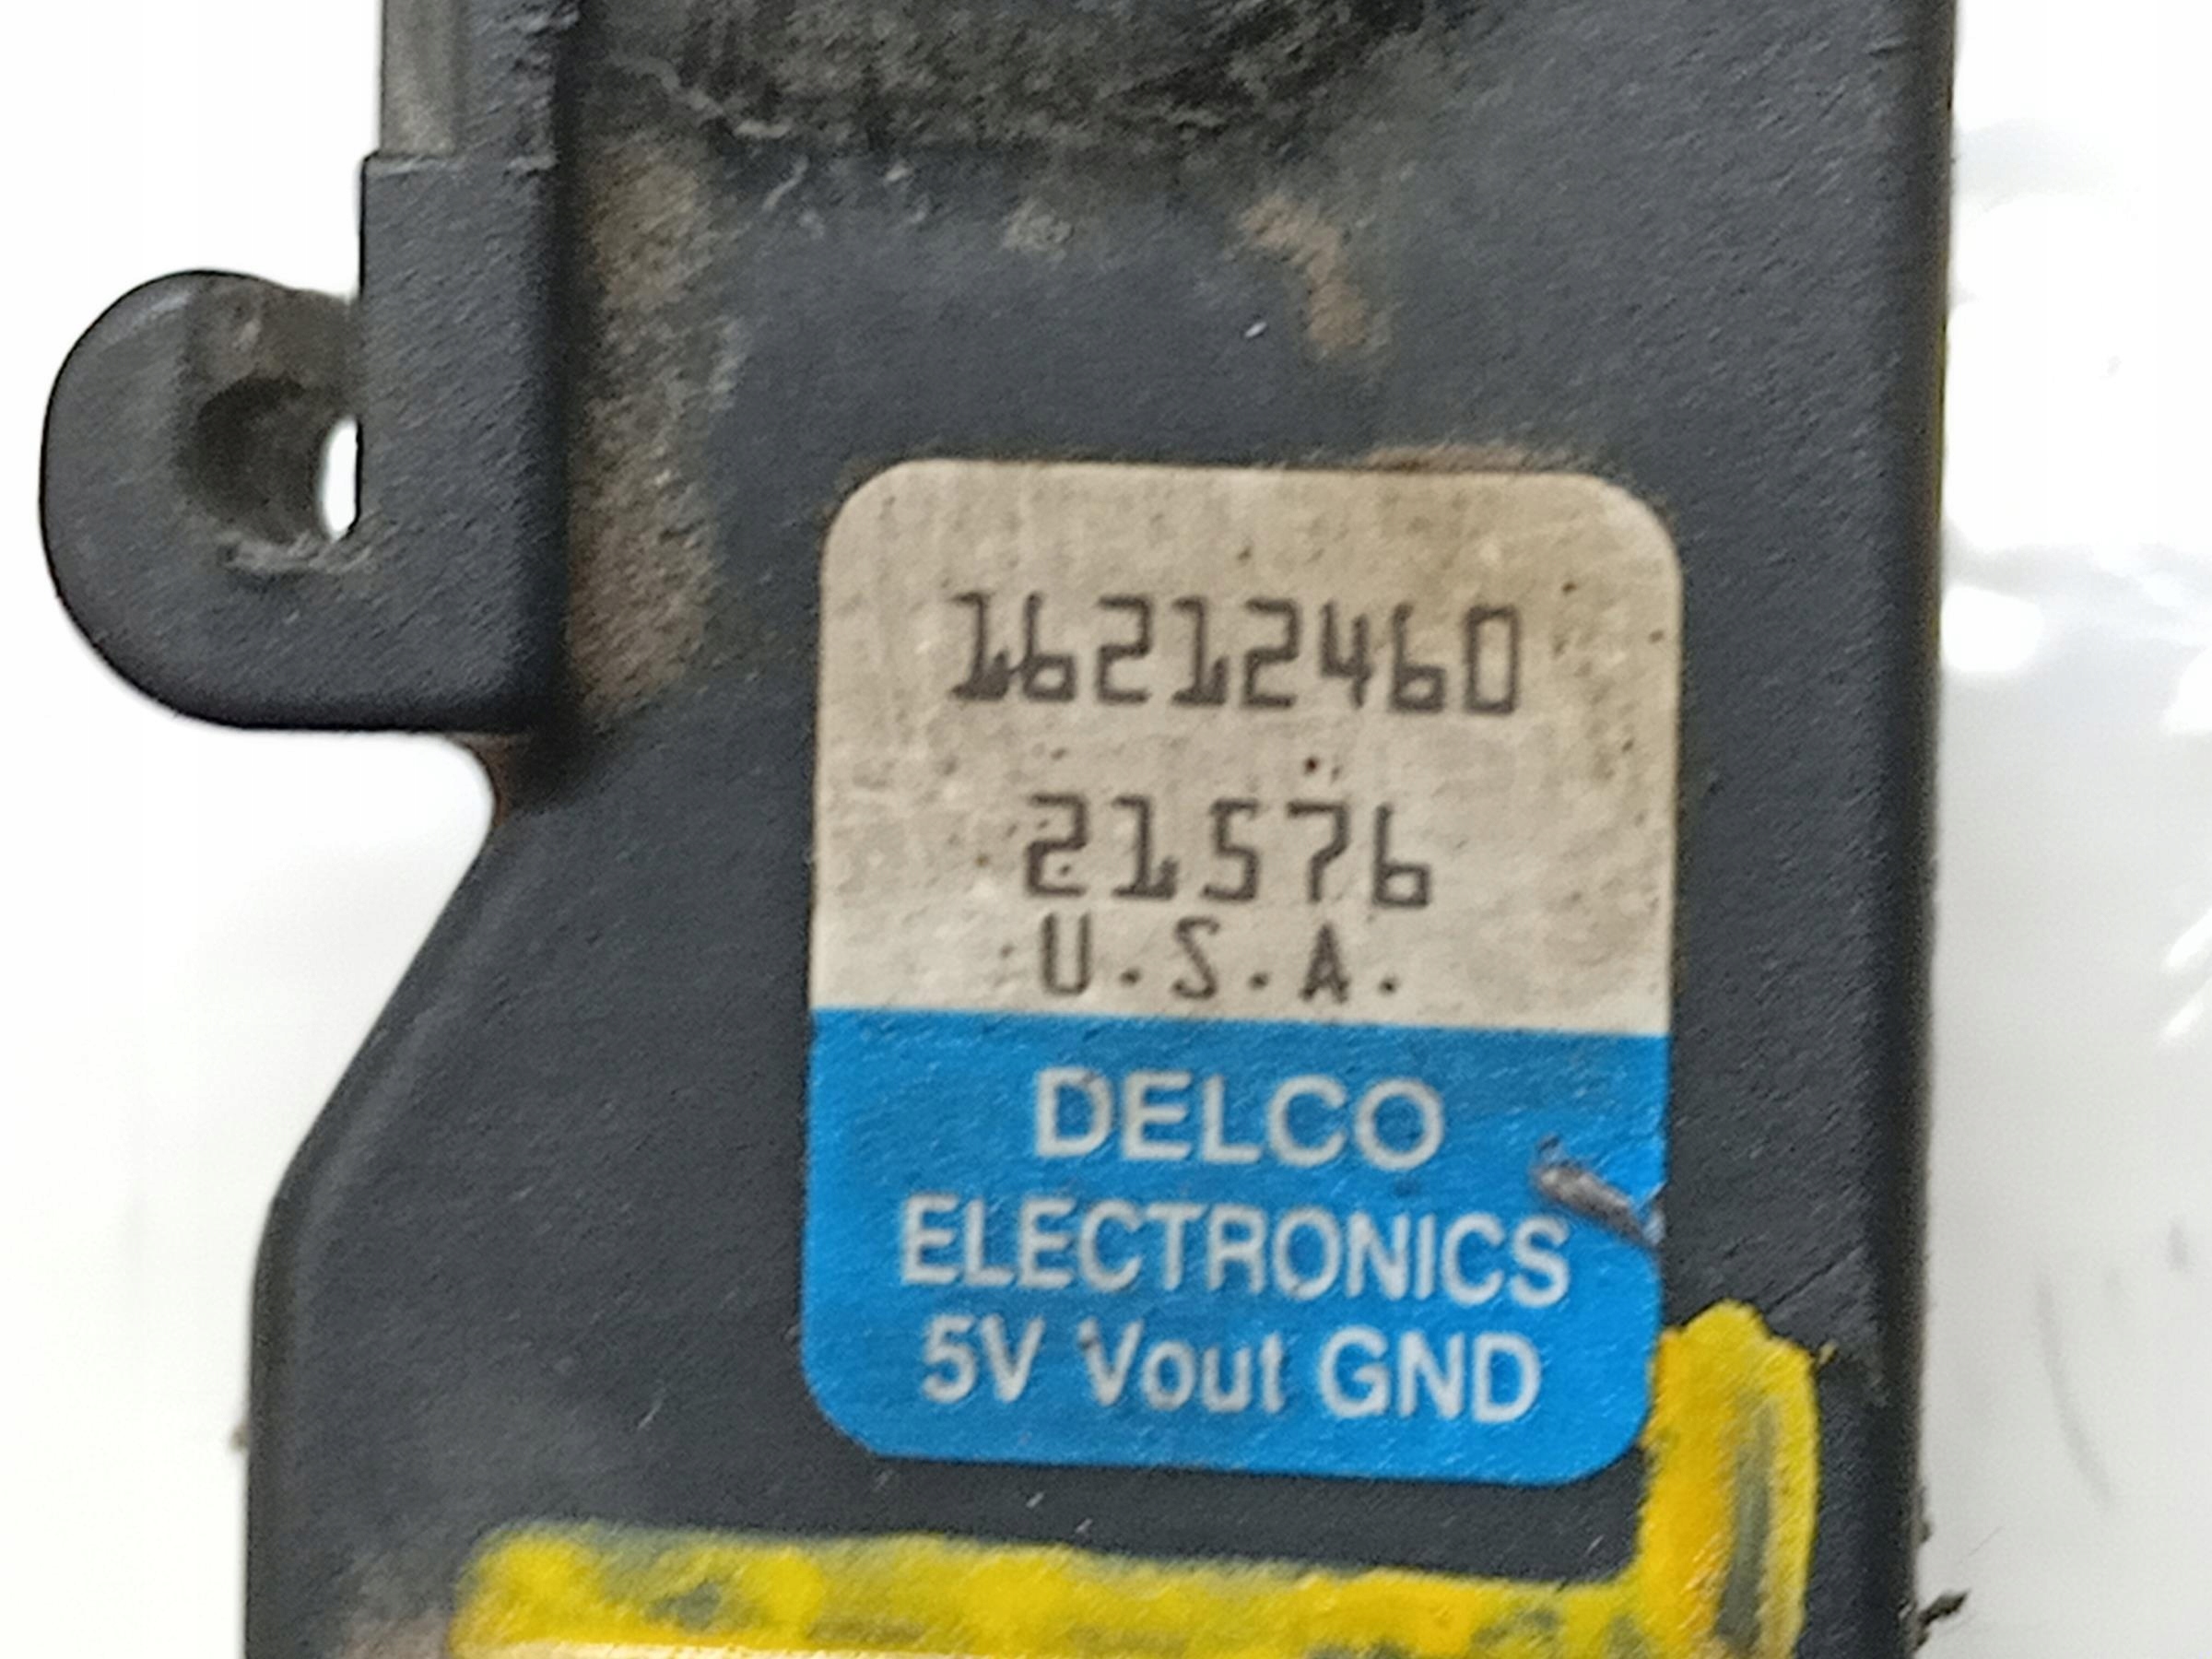 16212460
21576
U.S.A.
DELCO
ELECTRONICS
5V Vout GND